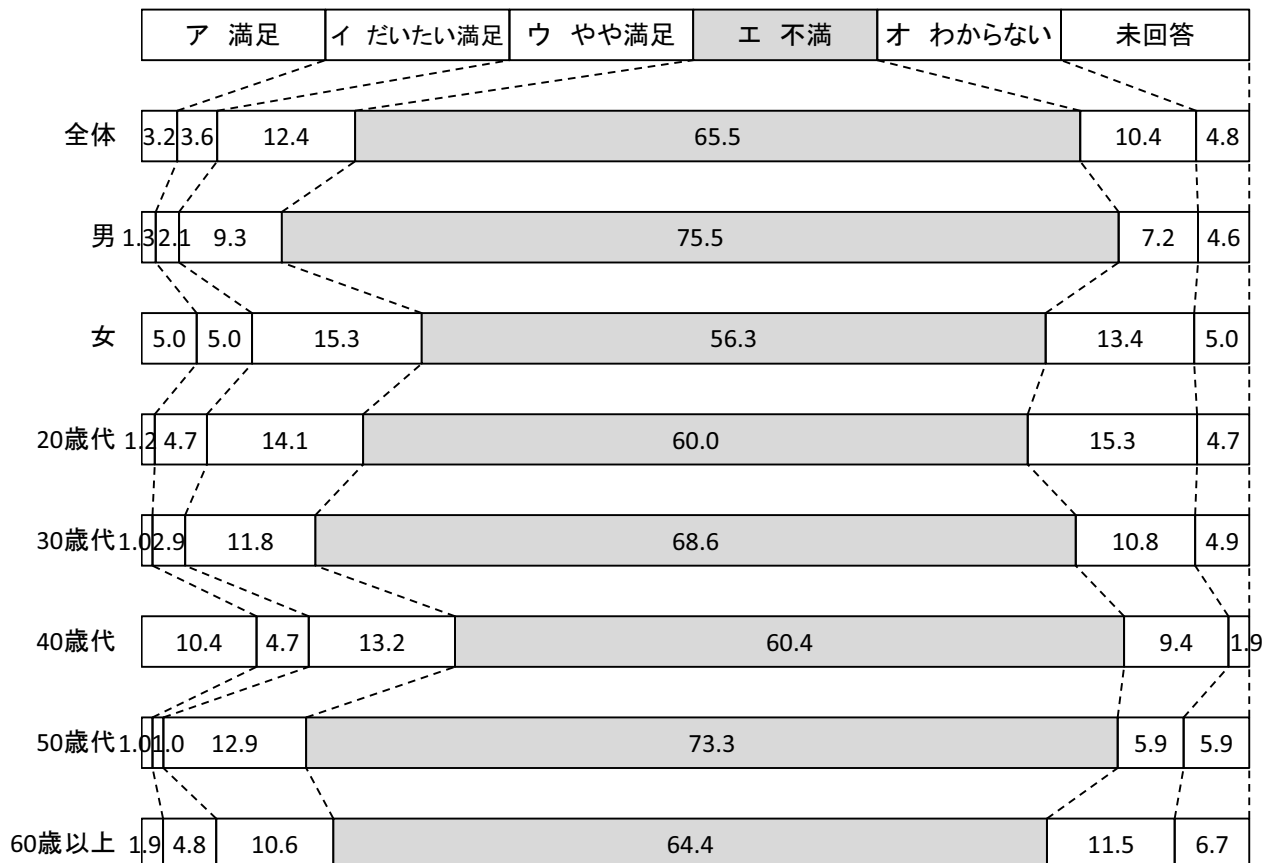 ア 満足 イ だいたい満足 ウ やや満足 エ 不満 オ わからない 未回答
全体 3.2 3.6 12.4 65.5 10.4 4.8
男 1.3 2.1 9.3 75.5 7.2 4.6
女 5.0 5.0 15.3 56.3 13.4 5.0
20歳代 1.2 4.7 14.1 60.0 15.3 4.7
30歳代 1.0 2.9 11.8 68.6 10.8 4.9
40歳代 10.4 4.7 13.2 60.4 9.4 1.9
50歳代 1.0 1.0 12.9 73.3 5.9 5.9
60歳以上 1.9 4.8 10.6 64.4 11.5 6.7